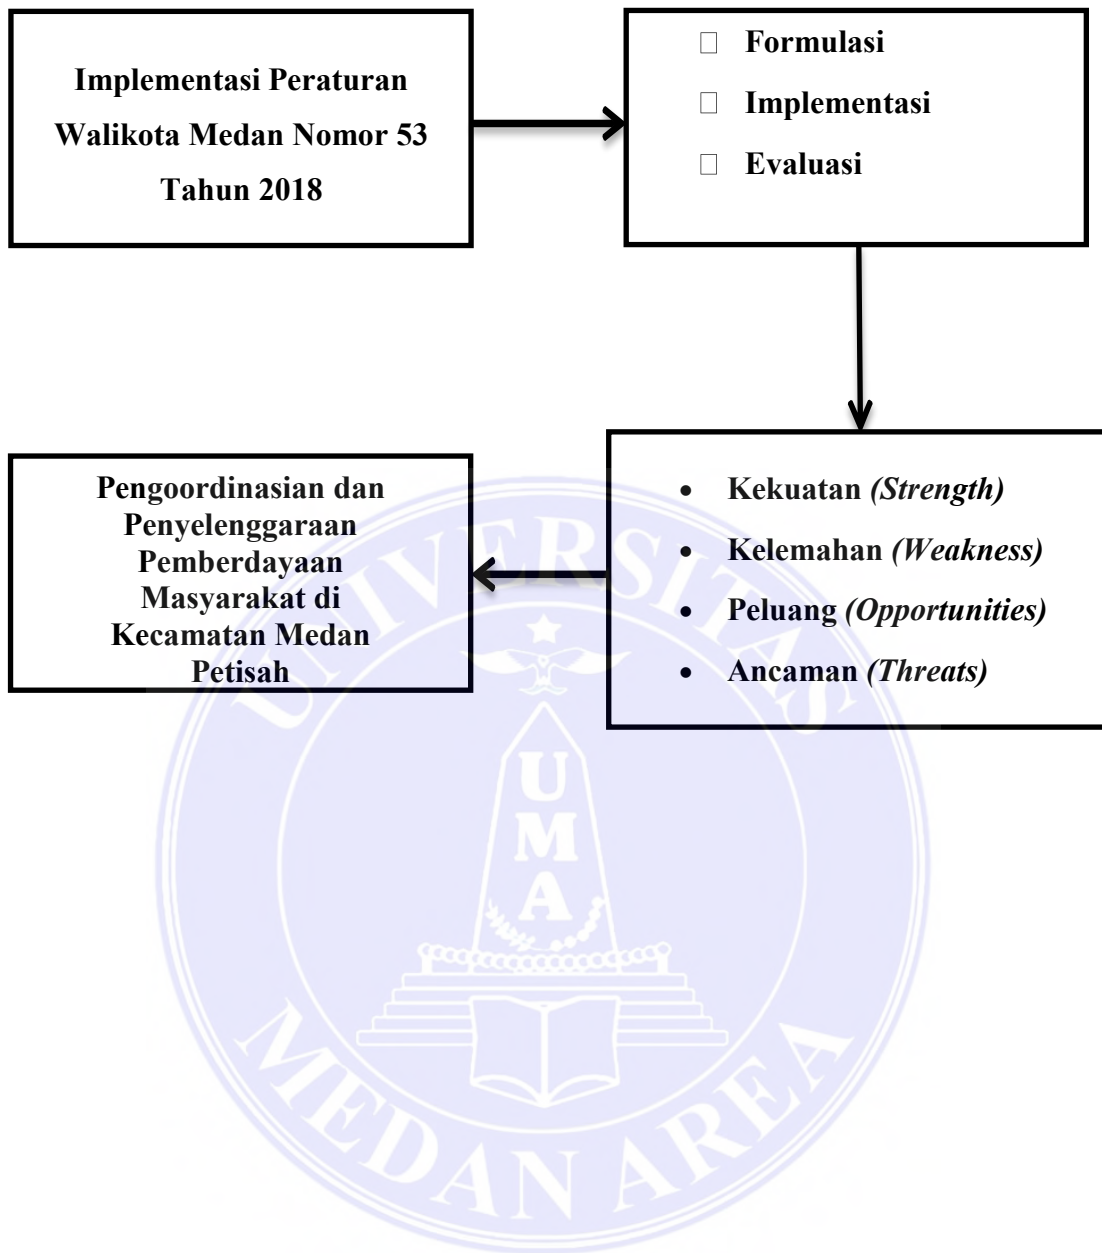 Implementasi Peraturan
Walikota Medan Nomor 53
Tahun 2018
□ Formulasi
□ Implementasi
□ Evaluasi
• Kekuatan (Strength)
• Kelemahan (Weakness)
• Peluang (Opportunities)
• Ancaman (Threats)
Pengoordinasian dan
Penyelenggaraan
Pemberdayaan
Masyarakat di
Kecamatan Medan
Petisah
UNIVERSITAS
MEDAN AREA
U
M
A